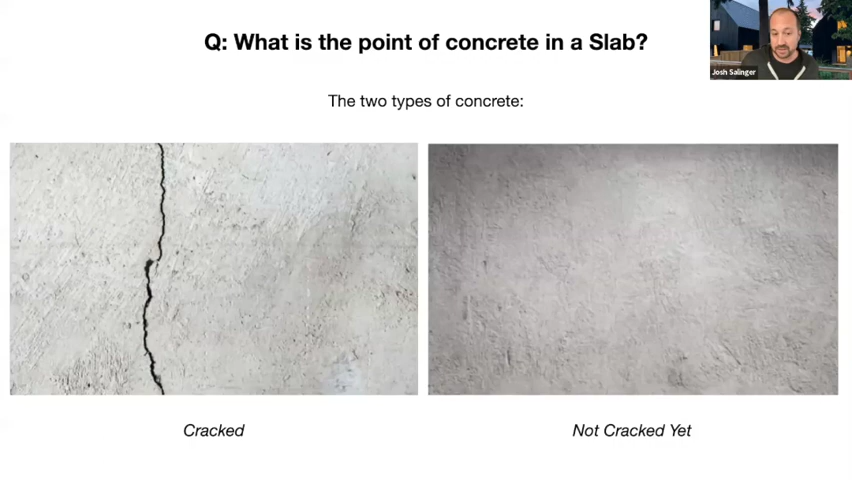 Q: What is the point of concrete in a Slab?
Josh Salinger
The two types of concrete:
Cracked
Not Cracked Yet